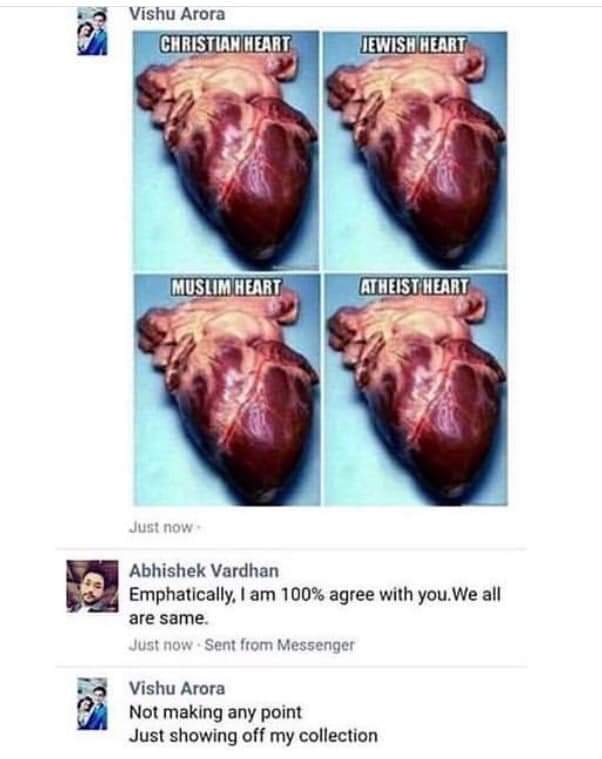 Vishu Arora
CHRISTIAN HEART
JEWISH HEART
MUSLIM HEART
ATHEIST HEART
Just now ·
Abhishek Vardhan
Emphatically, I am 100% agree with you.We all
are same.
Just now · Sent from Messenger
Vishu Arora
Not making any point
Just showing off my collection